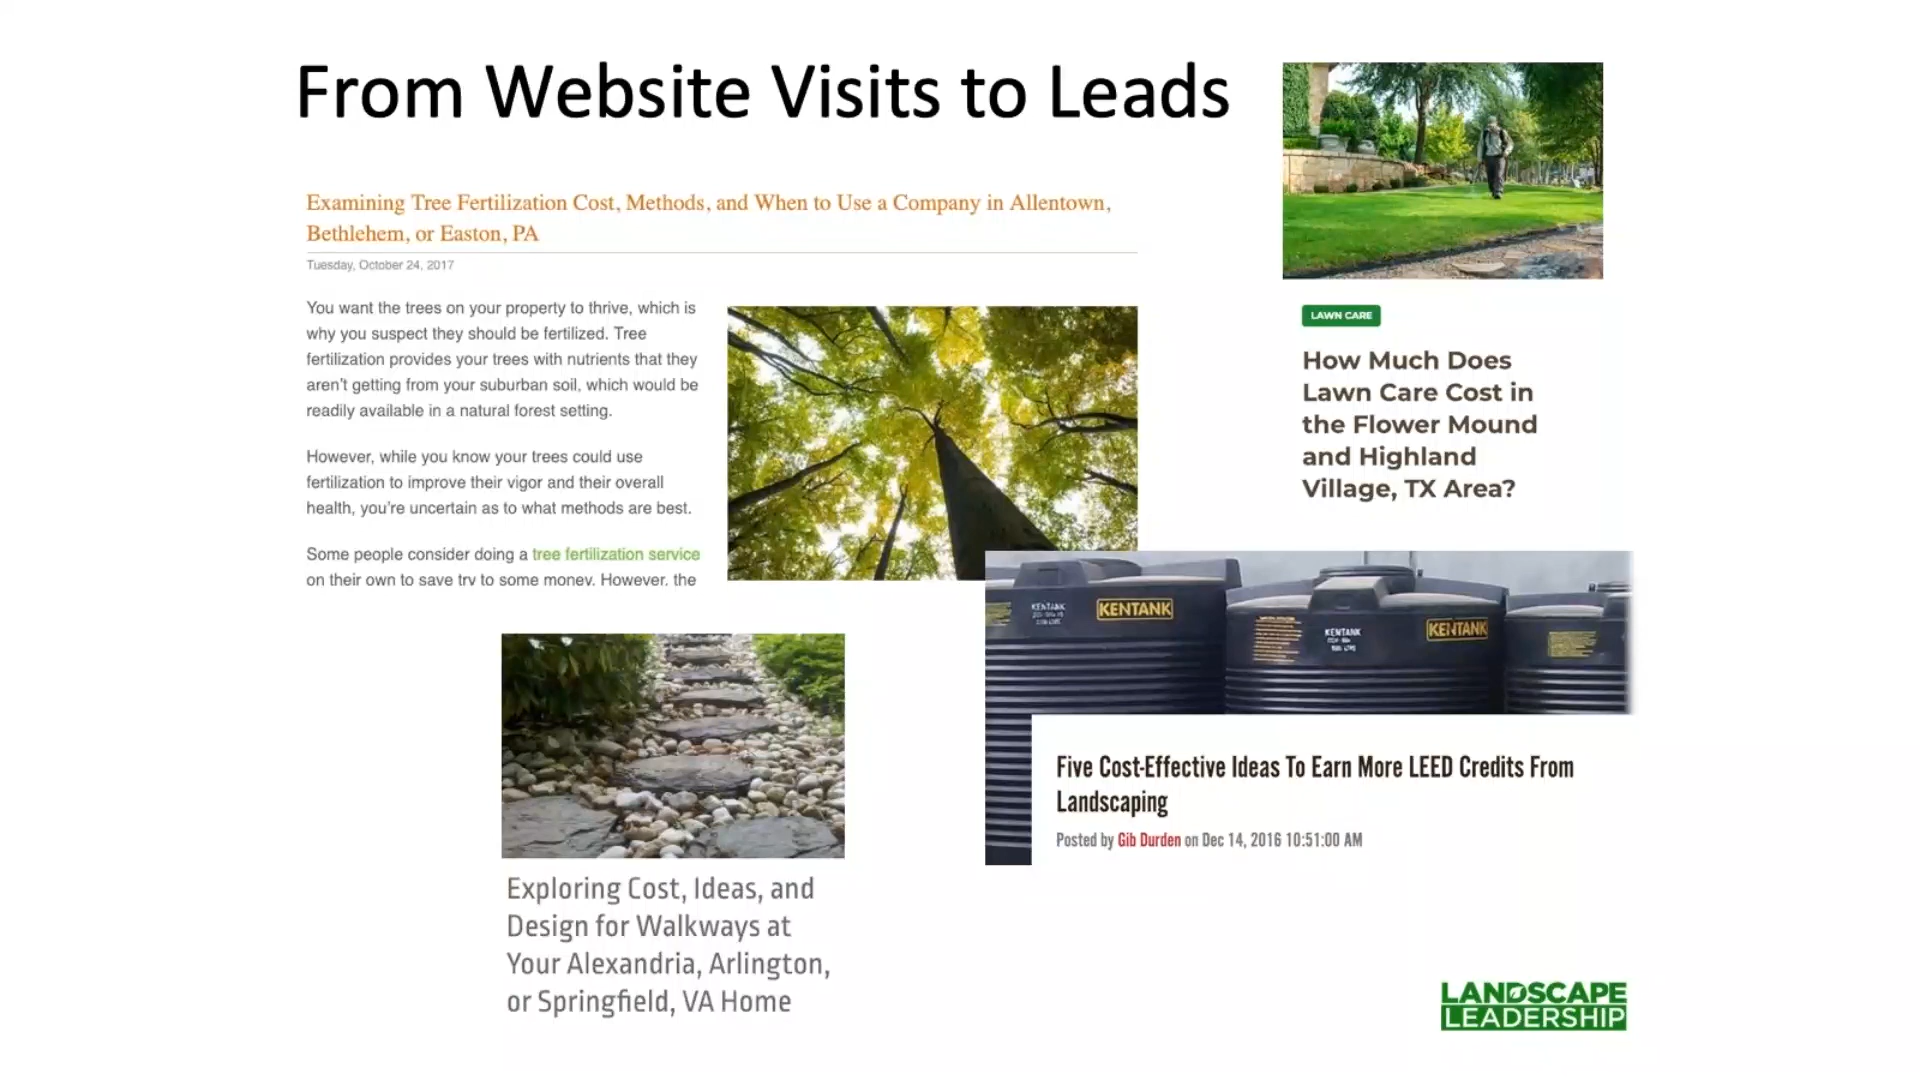 From Website Visits to Leads
Examining Tree Fertilization Cost, Methods, and When to Use a Company in Allentown,
Bethlehem, or Easton, PA
Tuesday, October 24, 2017
You want the trees on your property to thrive, which is
why you suspect they should be fertilized. Tree
fertilization provides your trees with nutrients that they
aren't getting from your suburban soil, which would be
readily available in a natural forest setting.
However, while you know your trees could use
fertilization to improve their vigor and their overall
health, you're uncertain as to what methods are best.
Some people consider doing a tree fertilization service
on their own to save try to some money. However, the
LAWN CARE
How Much Does
Lawn Care Cost in
the Flower Mound
and Highland
Village, TX Area?
KENTANK
KENTANK
KENTANK
KENTANK
Five Cost-Effective Ideas To Earn More LEED Credits From
Landscaping
Posted by Gib Durden on Dec 14, 2016 10:51:00 AM
Exploring Cost, Ideas, and
Design for Walkways at
Your Alexandria, Arlington,
or Springfield, VA Home
LANDSCAPE
LEADERSHIP